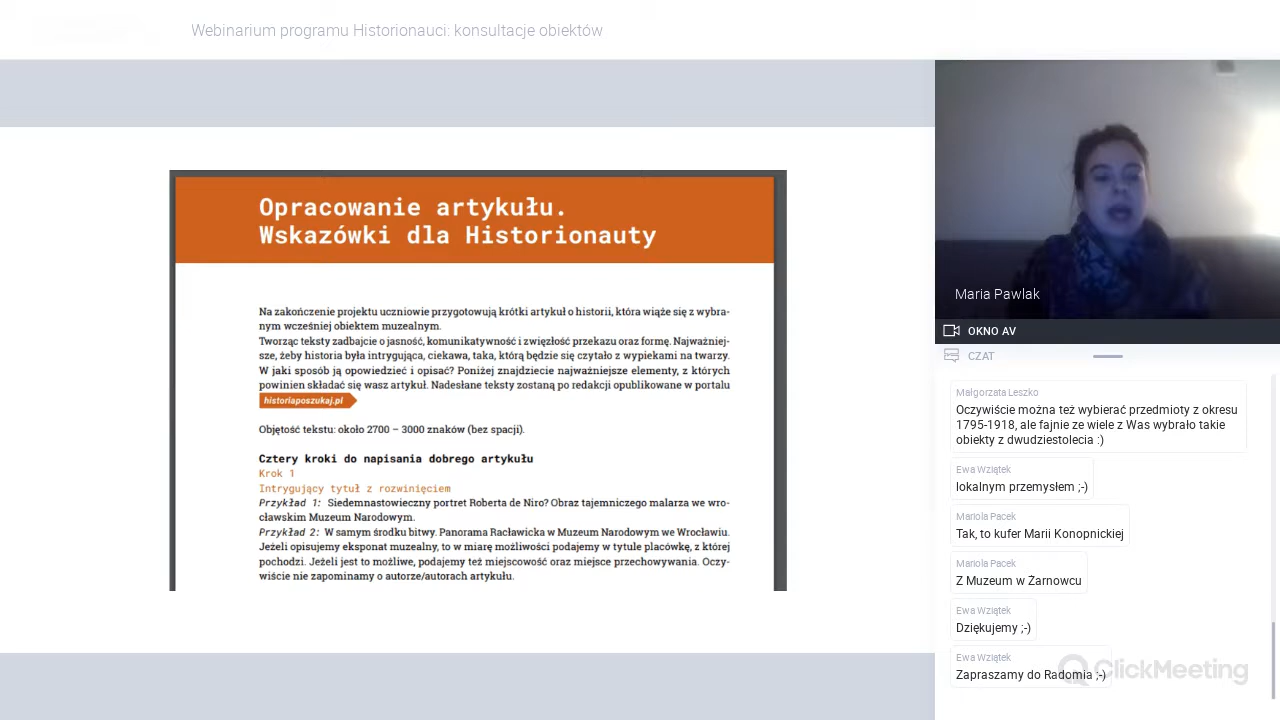 Webinarium programu Historionauci: konsultacje obiektów
Opracowanie artykułu.
Wskazówki dla Historionauty
Na zakończenie projektu uczniowie przygotowują krótki artykuł o historii, która wiąże się z wybra-
nym wcześniej obiektem muzealnym.
Tworząc teksty zadbajcie o jasność, komunikatywność i zwięzłość przekazu oraz formę. Najważniej-
sze, żeby historia była intrygująca, ciekawa, taka, którą będzie się czytało z wypiekami na twarzy.
W jaki sposób ją opowiedzieć i opisać? Poniżej znajdziecie najważniejsze elementy, z których
powinien składać się wasz artykuł. Nadesłane teksty zostaną po redakcji opublikowane w portalu
historiaposzukaj.pl
Objętość tekstu: około 2700 – 3000 znaków (bez spacji).
Cztery kroki do napisania dobrego artykułu
Krok 1
Intrygujący tytuł z rozwinięciem
Przykład 1: Siedemnastowieczny portret Roberta de Niro? Obraz tajemniczego malarza we wro-
cławskim Muzeum Narodowym.
Przykład 2: W samym środku bitwy. Panorama Racławicka w Muzeum Narodowym we Wrocławiu.
Jeżeli opisujemy eksponat muzealny, to w miarę możliwości podajemy w tytule placówkę, z której
pochodzi. Jeżeli jest to możliwe, podajemy też miejscowość oraz miejsce przechowywania. Oczy-
wiście nie zapominamy o autorze/autorach artykułu.
Maria Pawlak
OKNO AV
CZAT
Małgorzata Leszko
Oczywiście można też wybierać przedmioty z okresu
1795-1918, ale fajnie ze wiele z Was wybrało takie
obiekty z dwudziestolecia :)
Ewa Wziątek
lokalnym przemysłem ;-)
Mariola Pacek
Tak, to kufer Marii Konopnickiej
Mariola Pacek
Z Muzeum w Żarnowcu
Ewa Wziątek
Dziękujemy ;-)
Ewa Wziątek
Zapraszamy do Radomia ;-)
ClickMeeting